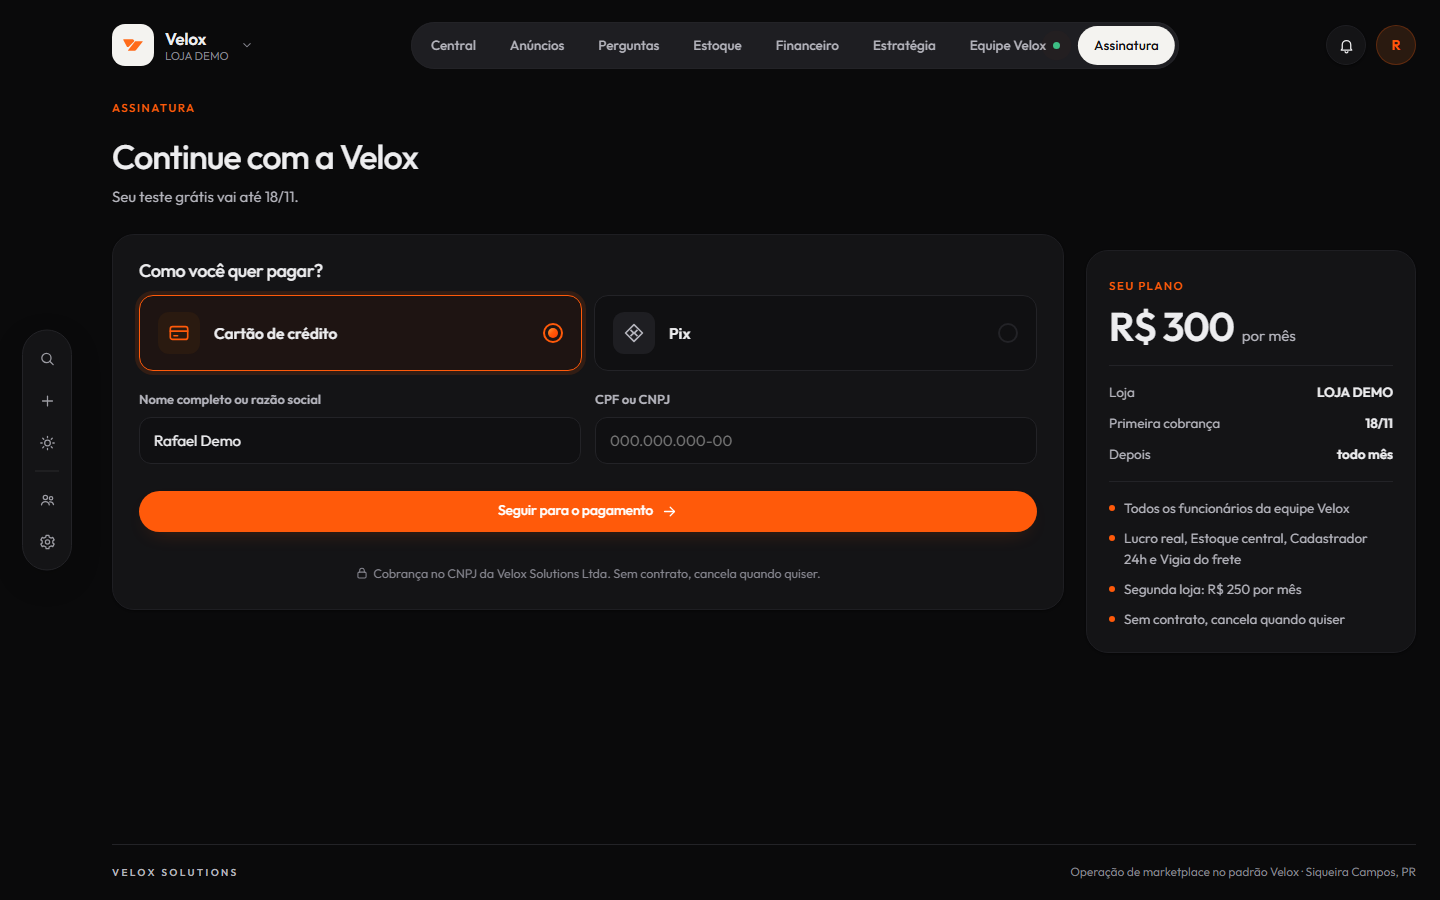 Velox
LOJA DEMO
Central
Anúncios
Perguntas
Estoque
Financeiro
Estratégia
Equipe Velox
Assinatura
R
ASSINATURA
Continue com a Velox
Seu teste grátis vai até 18/11.
Como você quer pagar?
Cartão de crédito
Pix
Nome completo ou razão social
CPF ou CNPJ
Rafael Demo
000.000.000-00
Seguir para o pagamento →
Cobrança no CNPJ da Velox Solutions Ltda. Sem contrato, cancela quando quiser.
SEU PLANO
R$ 300 por mês
Loja LOJA DEMO
Primeira cobrança 18/11
Depois todo mês
Todos os funcionários da equipe Velox
Lucro real, Estoque central, Cadastrador
24h e Vigia do frete
Segunda loja: R$ 250 por mês
Sem contrato, cancela quando quiser
VELOX SOLUTIONS
Operação de marketplace no padrão Velox · Siqueira Campos, PR